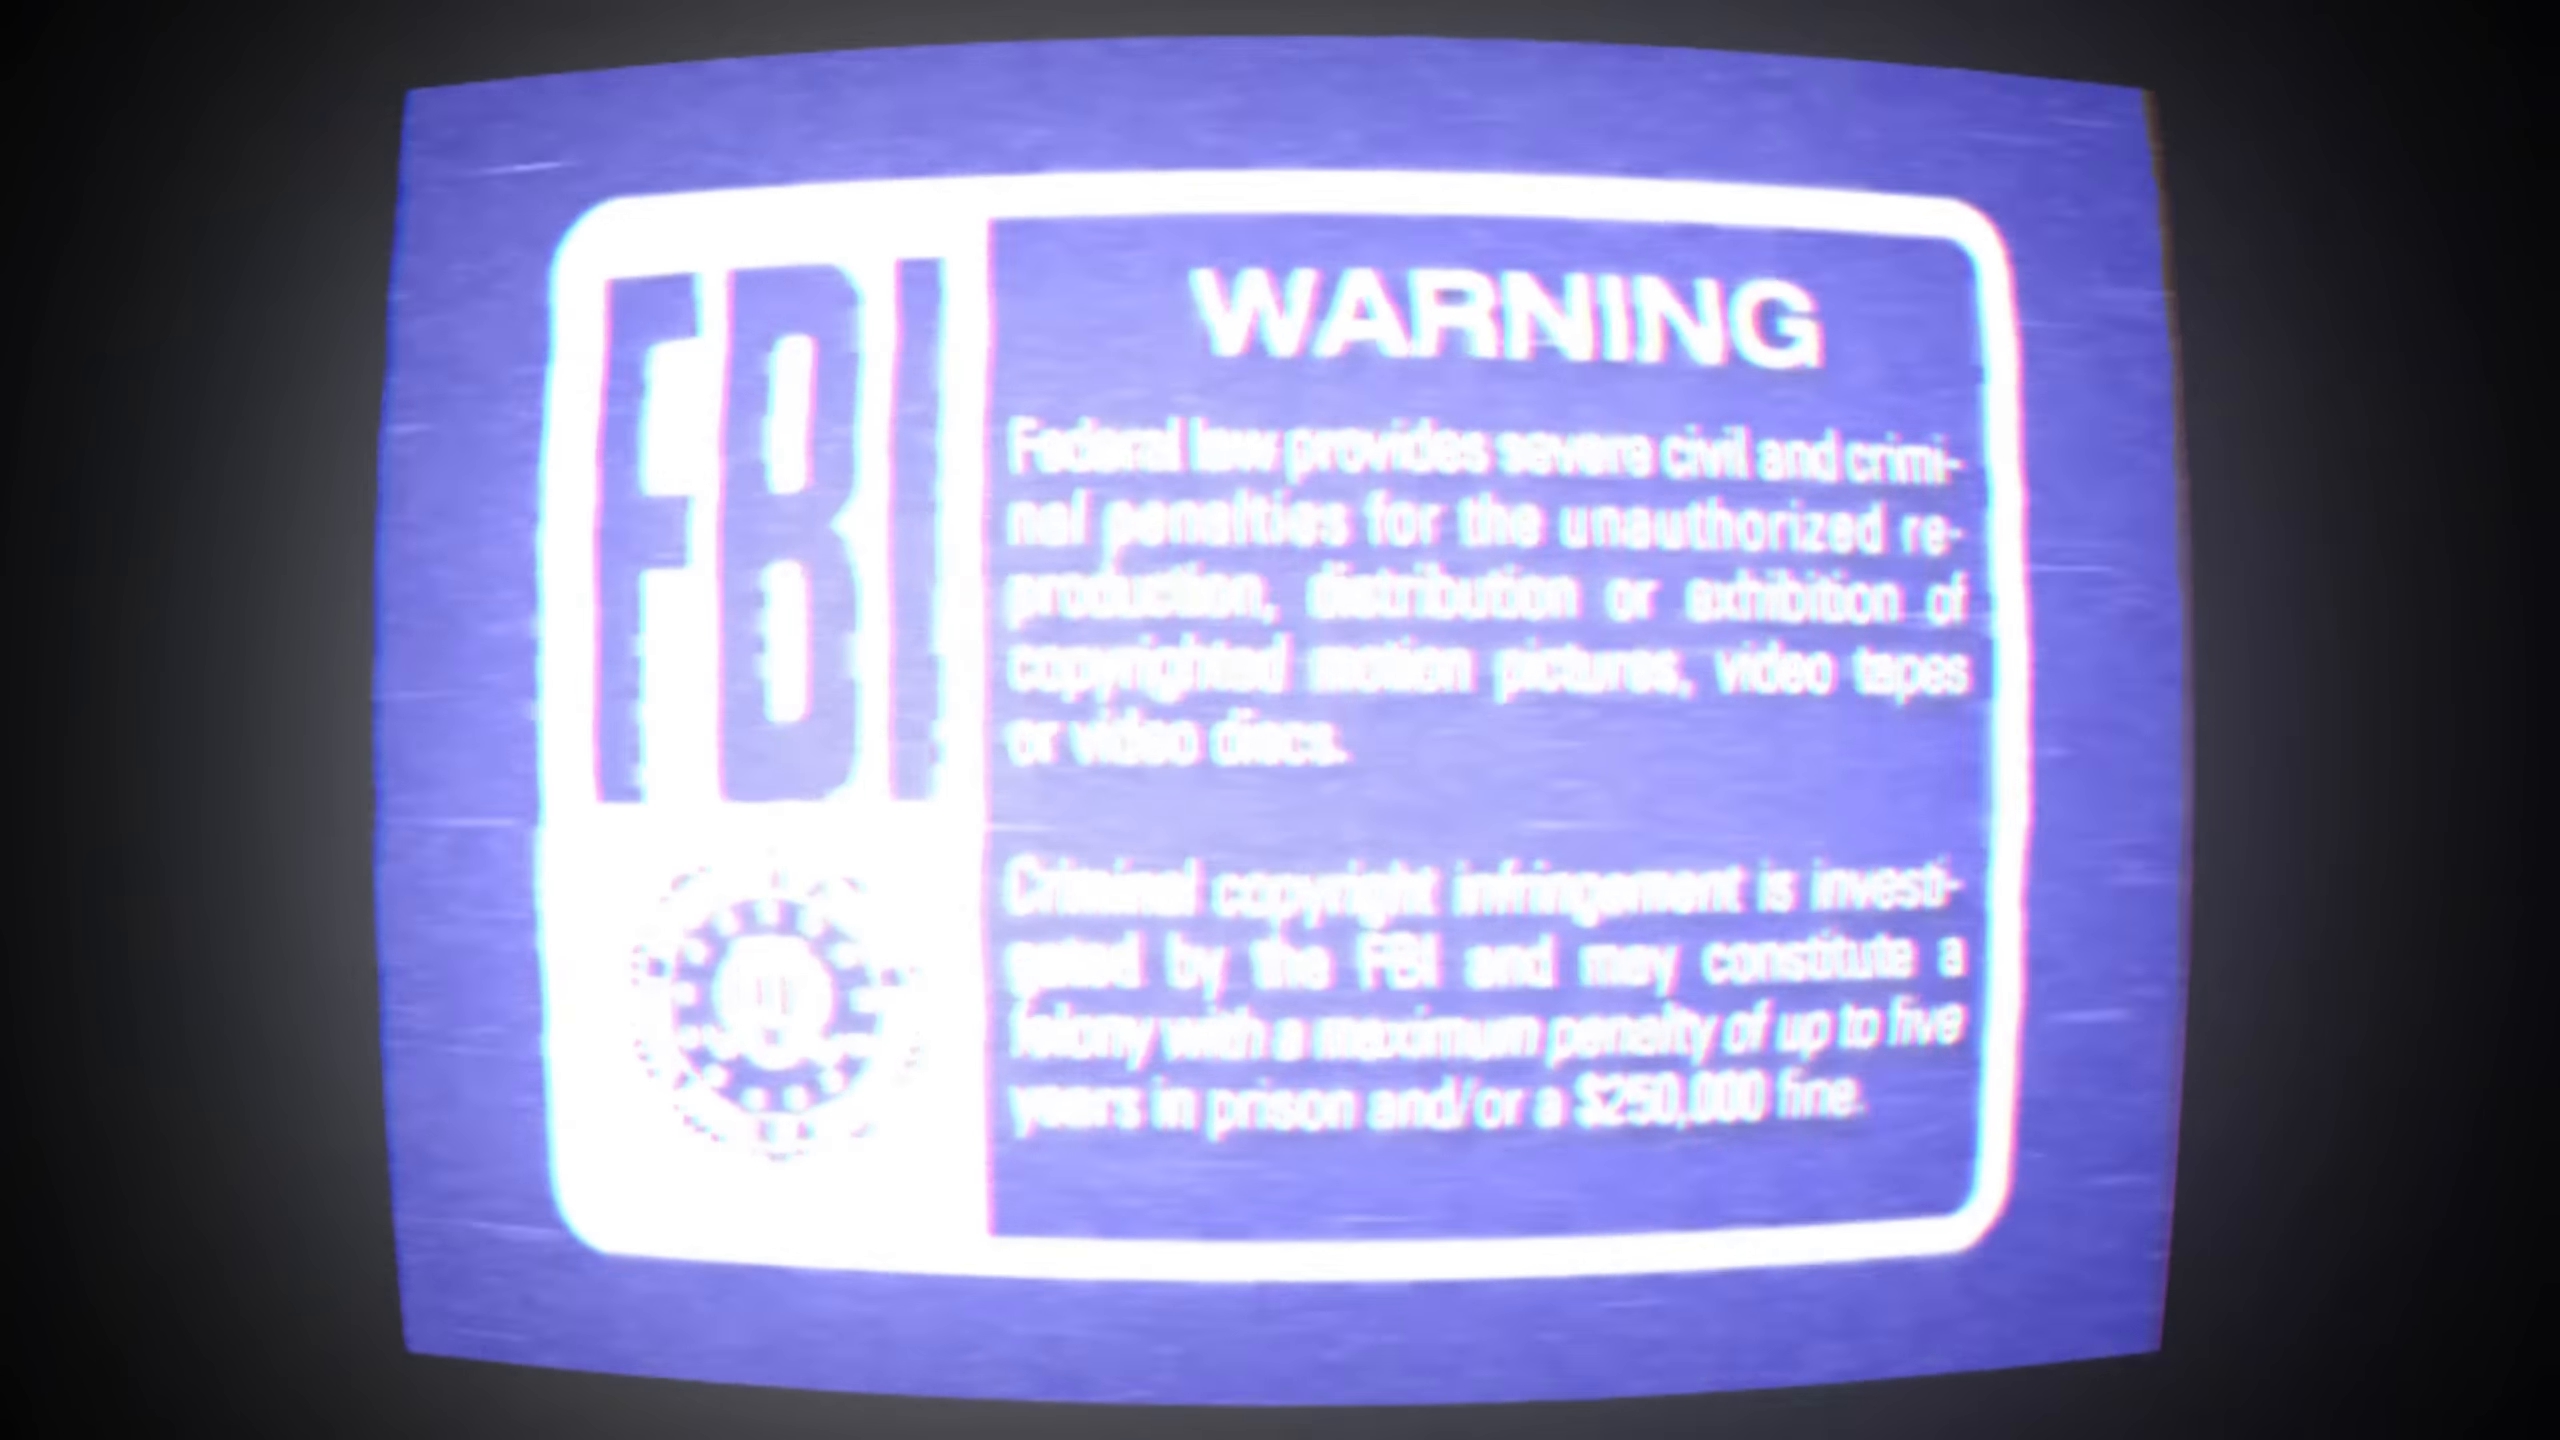 FBI
WARNING
Federal law provides severe civil and crimi-
nal penalties for the unauthorized re-
production, distribution or exhibition of
copyrighted motion pictures, video tapes
or video discs.
Criminal copyright infringement is investi-
gated by the FBI and may constitute a
felony with a maximum penalty of up to five
years in prison and/or a $250,000 fine.